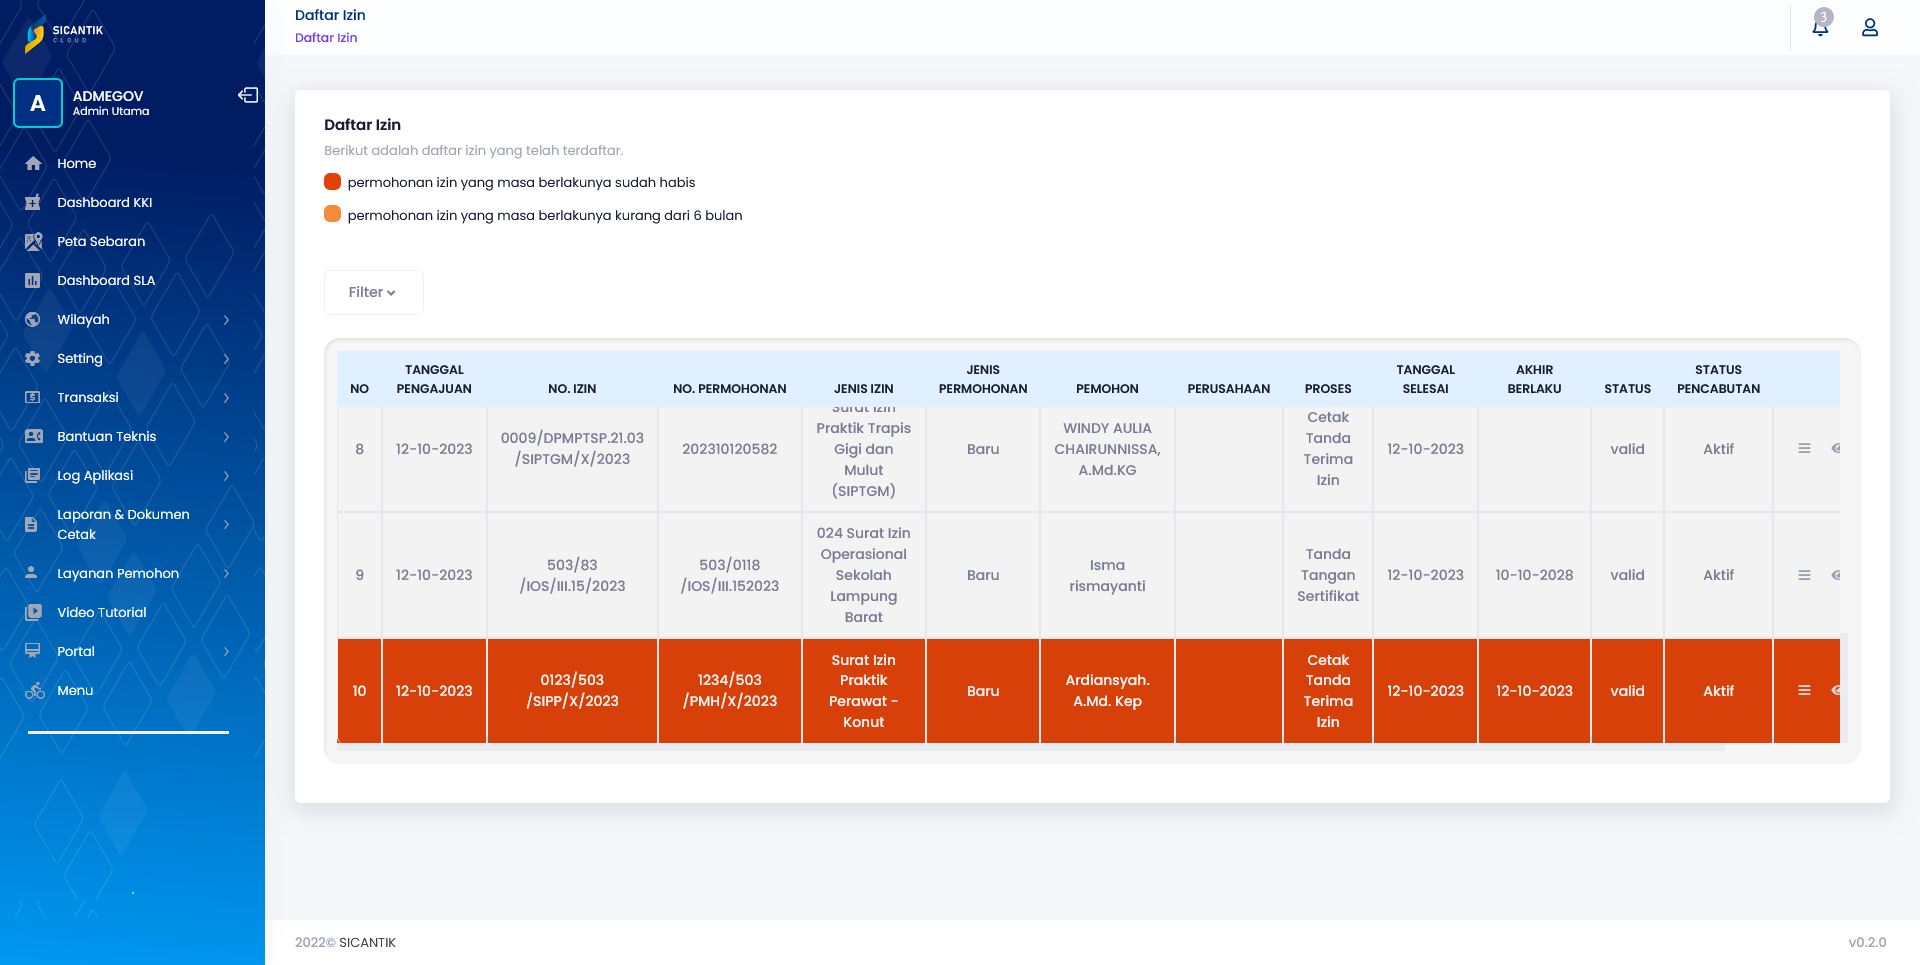 SICANTIK
CLOUD
A
ADMEGOV
Admin Utama
Home
Dashboard KKI
Peta Sebaran
Dashboard SLA
Wilayah
Setting
Transaksi
Bantuan Teknis
Log Aplikasi
Laporan & Dokumen
Cetak
Layanan Pemohon
Video Tutorial
Portal
Menu
Daftar Izin
Daftar Izin
3
Daftar Izin
Berikut adalah daftar izin yang telah terdaftar.
permohonan izin yang masa berlakunya sudah habis
permohonan izin yang masa berlakunya kurang dari 6 bulan
Filter
NO TANGGAL PENGAJUAN NO. IZIN NO. PERMOHONAN JENIS IZIN JENIS PERMOHONAN PEMOHON PERUSAHAAN PROSES TANGGAL SELESAI AKHIR BERLAKU STATUS STATUS PENCABUTAN
8 12-10-2023 0009/DPMPTSP.21.03 /SIPTGM/X/2023 202310120582 Surat Izin Praktik Trapis Gigi dan Mulut (SIPTGM) Baru WINDY AULIA CHAIRUNNISSA, A.Md.KG Cetak Tanda Terima Izin 12-10-2023 valid Aktif
9 12-10-2023 503/83 /IOS/III.15/2023 503/0118 /IOS/III.152023 024 Surat Izin Operasional Sekolah Lampung Barat Baru Isma rismayanti Tanda Tangan Sertifikat 12-10-2023 10-10-2028 valid Aktif
10 12-10-2023 0123/503 /SIPP/X/2023 1234/503 /PMH/X/2023 Surat Izin Praktik Perawat - Konut Baru Ardiansyah. A.Md. Kep Cetak Tanda Terima Izin 12-10-2023 12-10-2023 valid Aktif
2022© SICANTIK
v0.2.0